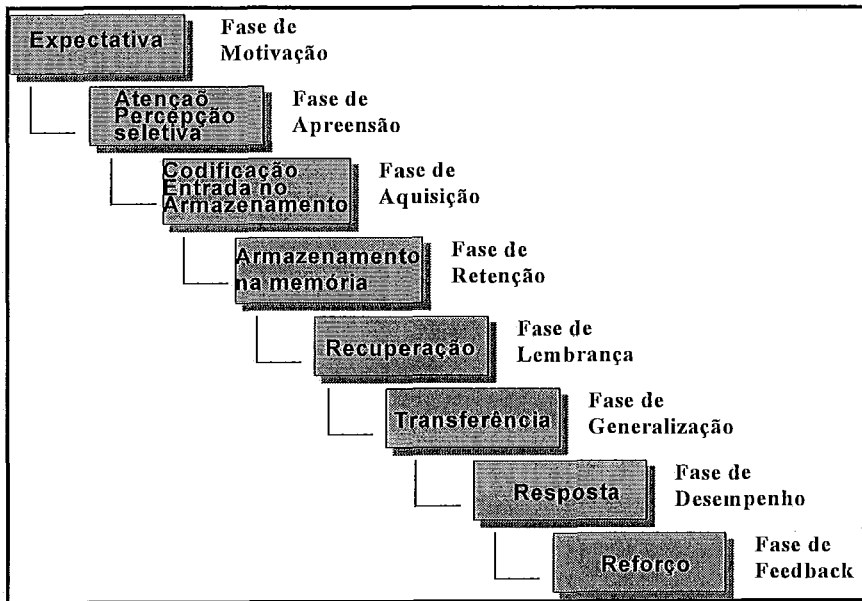 Expectativa
Fase de
Motivação
Atençaõ
Percepção
seletiva
Fase de
Apreensão
Codificação
Entrada no
Armazenamento
Fase de
Aquisição
Armazenamento
na memória
Fase de
Retenção
Recuperação
Fase de
Lembrança
Transferência
Fase de
Generalização
Resposta
Fase de
Desempenho
Reforço
Fase de
Feedback